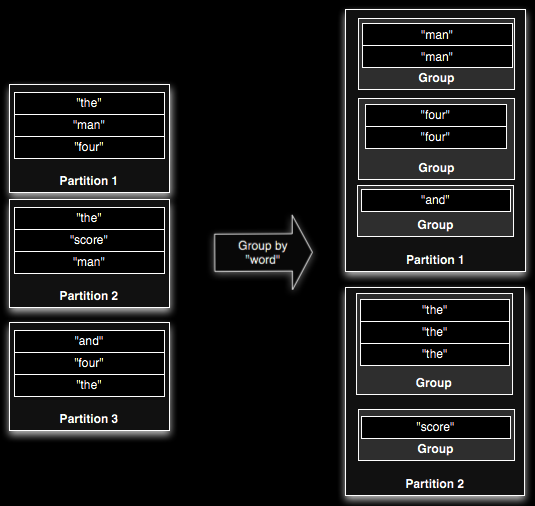 "the"
"man"
"four"
Partition 1
"the"
"score"
"man"
Partition 2
"and"
"four"
"the"
Partition 3
Group by
"word"
"man"
"man"
Group
"four"
"four"
Group
"and"
Group
Partition 1
"the"
"the"
"the"
Group
"score"
Group
Partition 2